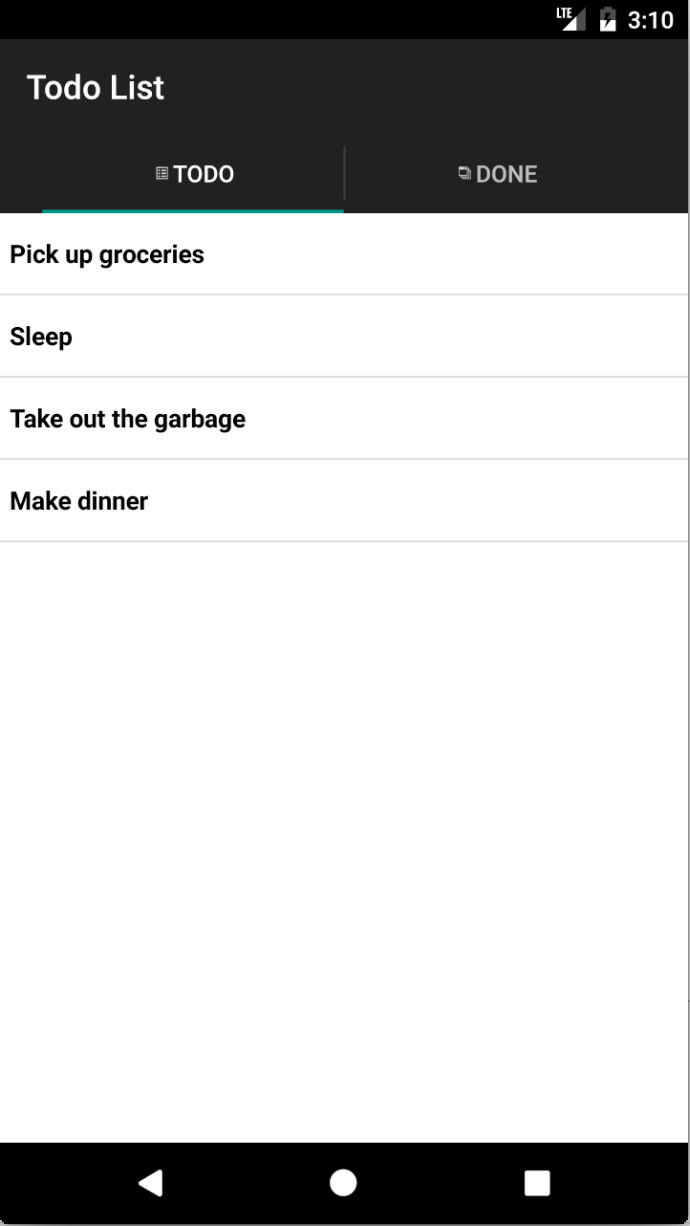 LTE 3:10
Todo List
TODO DONE
Pick up groceries
Sleep
Take out the garbage
Make dinner